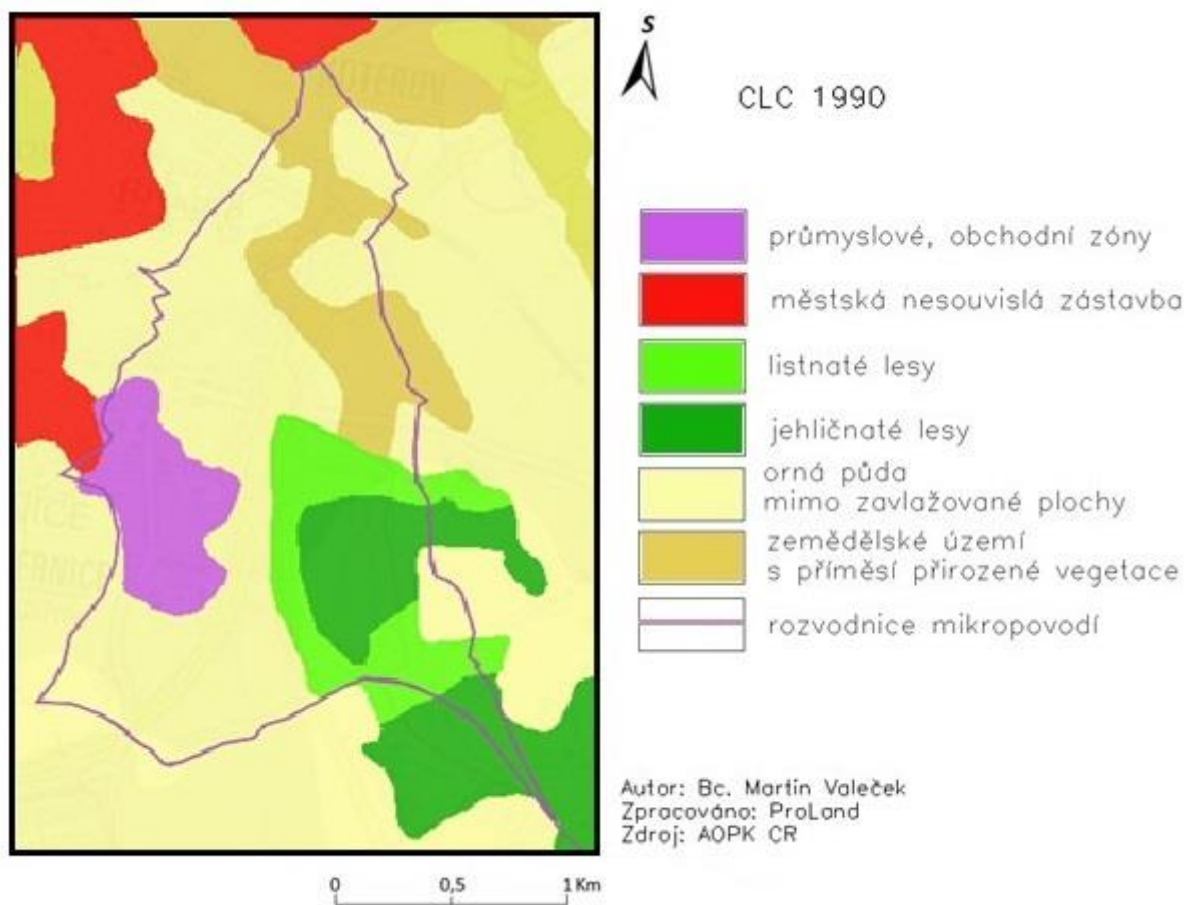 S
CLC 1990
průmyslové, obchodní zóny
městská nesouvislá zástavba
listnaté lesy
jehličnaté lesy
orná půda
mimo zavlažované plochy
zemědělské území
s příměsí přirozené vegetace
rozvodnice mikropovodí
Autor: Bc. Martin Valeček
Zpracováno: ProLand
Zdroj: AOPK CR
0 0,5 1 Km